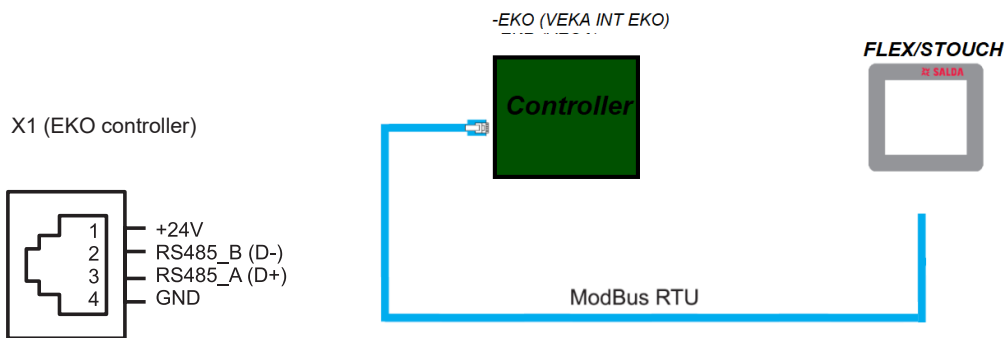 -EKO (VEKA INT EKO)
FLEX/STOUCH
SALDA
Controller
X1 (EKO controller)
1 +24V
2 RS485_B (D-)
3 RS485_A (D+)
4 GND
ModBus RTU